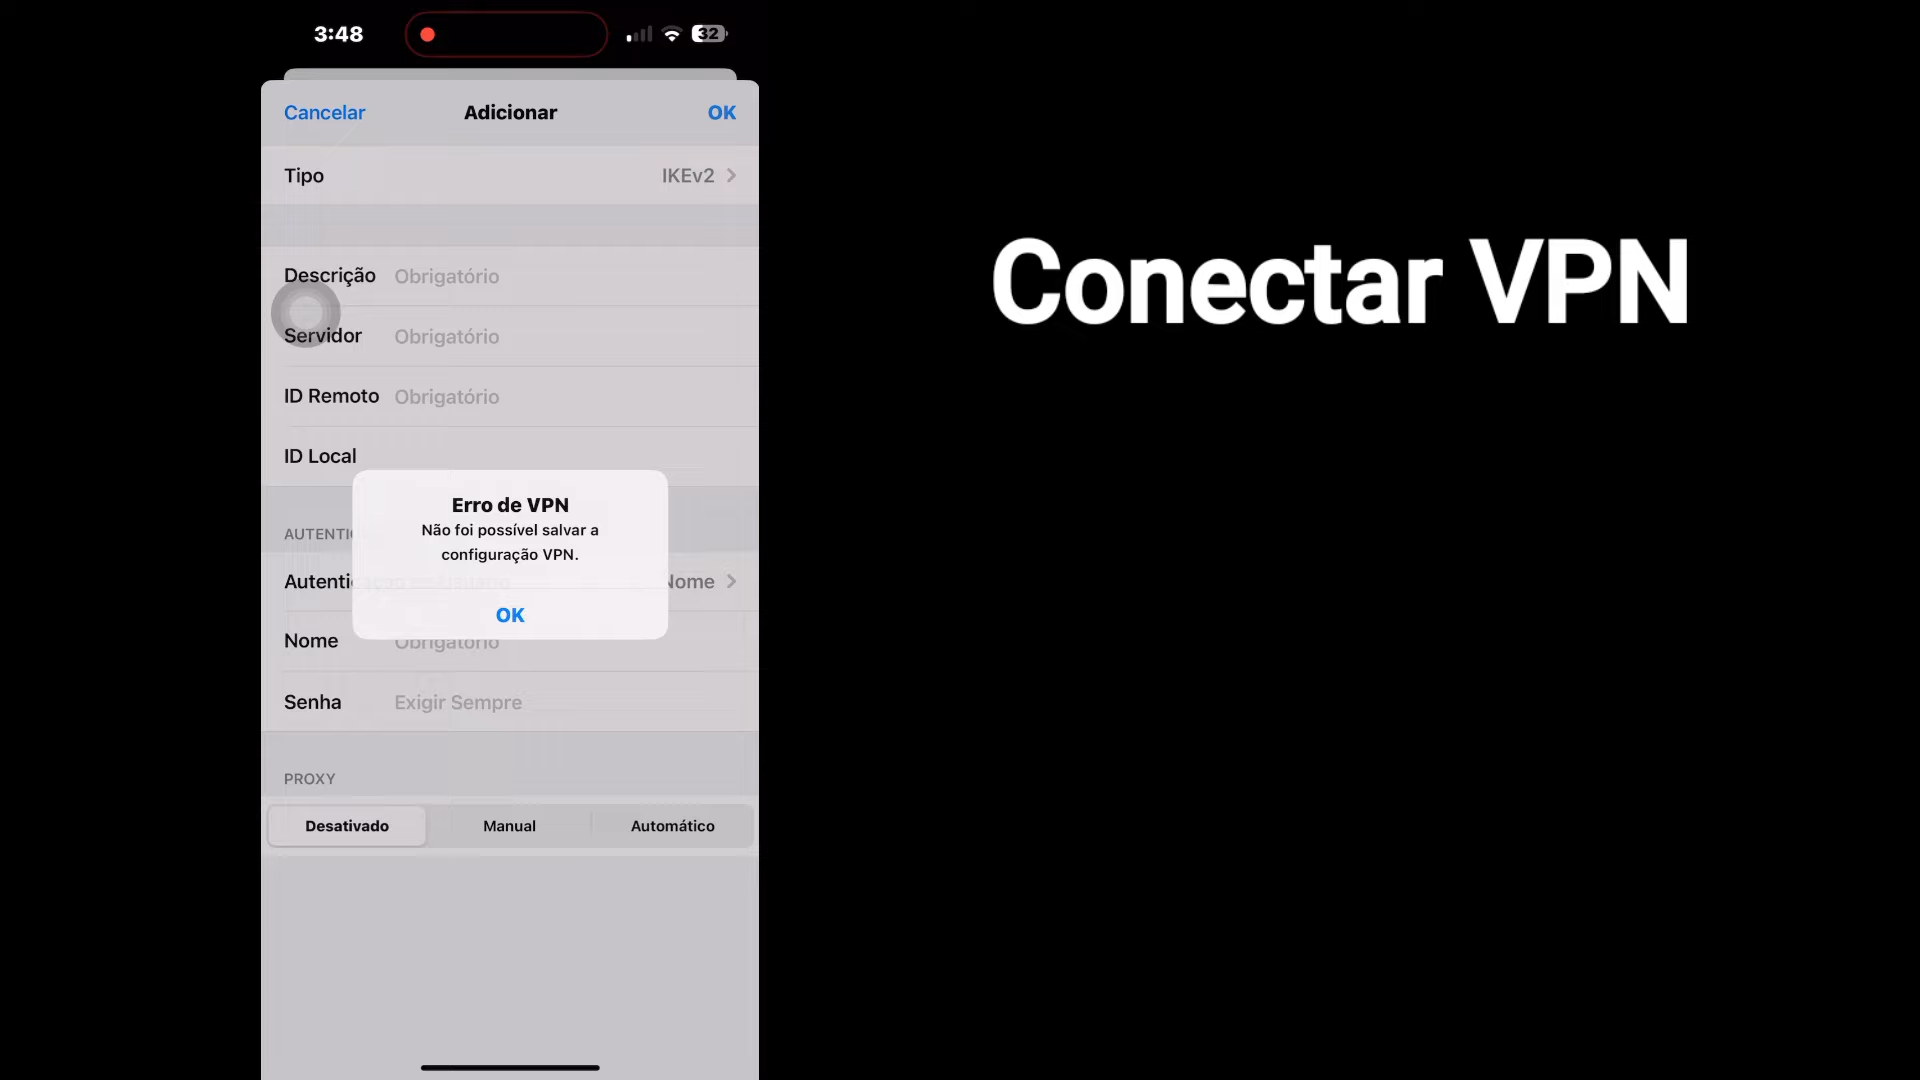 3:48
32
Cancelar
Adicionar
OK
Tipo
IKEv2
Descrição
Obrigatório
Servidor
Obrigatório
ID Remoto
Obrigatório
ID Local
Erro de VPN
Não foi possível salvar a
configuração VPN.
OK
AUTENTI
Autenti
Nome
Nome
Obrigatório
Senha
Exigir Sempre
PROXY
Desativado
Manual
Automático
Conectar VPN